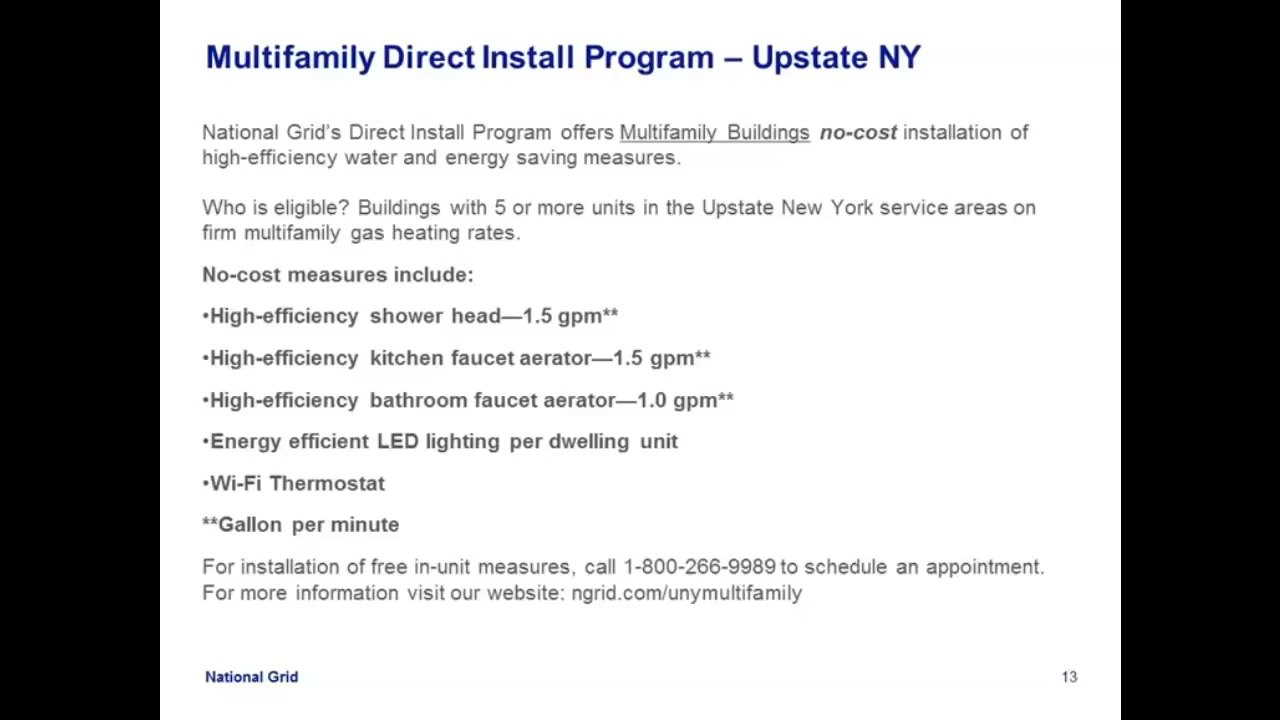 Multifamily Direct Install Program – Upstate NY
National Grid's Direct Install Program offers Multifamily Buildings no-cost installation of
high-efficiency water and energy saving measures.
Who is eligible? Buildings with 5 or more units in the Upstate New York service areas on
firm multifamily gas heating rates.
No-cost measures include:
•High-efficiency shower head—1.5 gpm**
•High-efficiency kitchen faucet aerator—1.5 gpm**
•High-efficiency bathroom faucet aerator—1.0 gpm**
•Energy efficient LED lighting per dwelling unit
•Wi-Fi Thermostat
**Gallon per minute
For installation of free in-unit measures, call 1-800-266-9989 to schedule an appointment.
For more information visit our website: ngrid.com/unymultifamily
National Grid
13